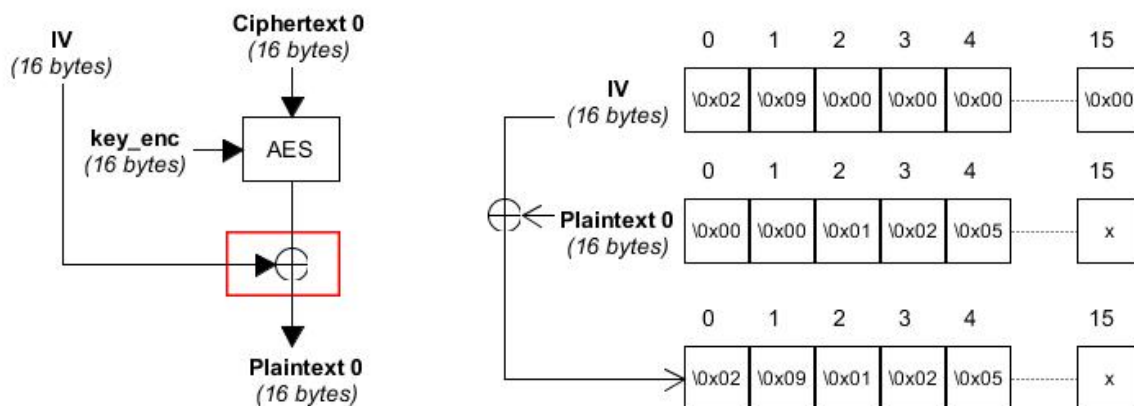 IV
(16 bytes)
Ciphertext 0
(16 bytes)
key_enc
(16 bytes)
AES
Plaintext 0
(16 bytes)
0 1 2 3 4 15
IV
(16 bytes)
\0x02 \0x09 \0x00 \0x00 \0x00 \0x00
0 1 2 3 4 15
Plaintext 0
(16 bytes)
\0x00 \0x00 \0x01 \0x02 \0x05 x
0 1 2 3 4 15
\0x02 \0x09 \0x01 \0x02 \0x05 x